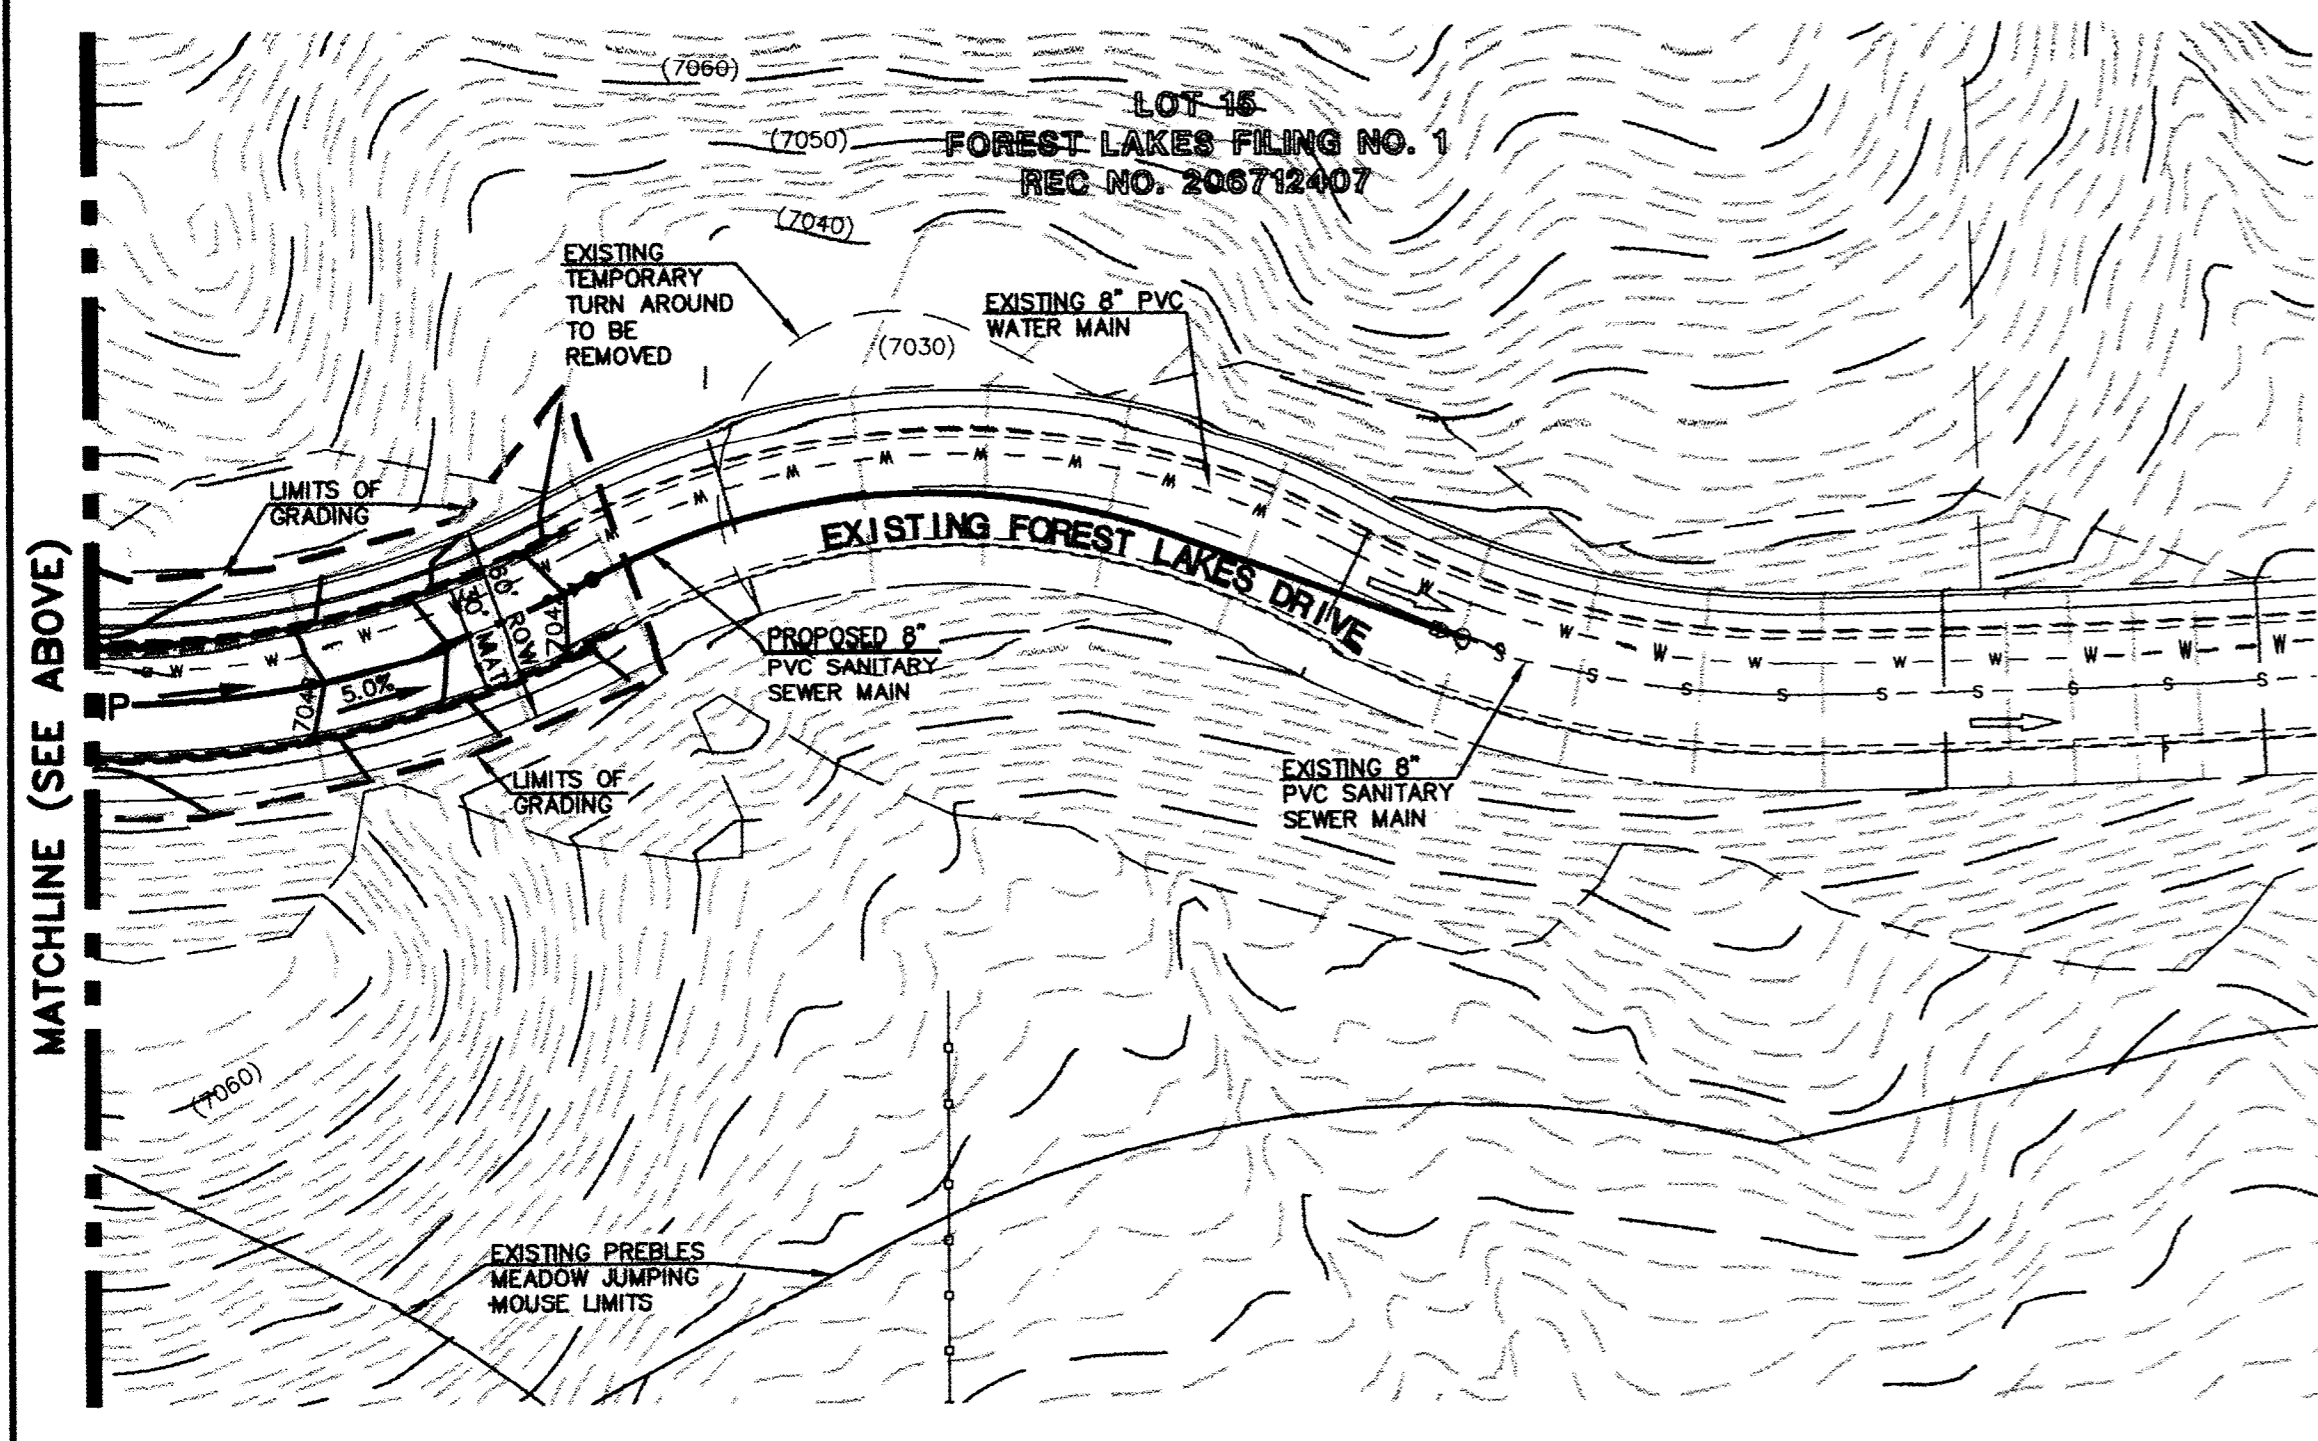 (7060)
LOT 15
FOREST LAKES FILING NO. 1
REC NO. 206712407
(7050)
(7040)
EXISTING
TEMPORARY
TURN AROUND
TO BE
REMOVED
EXISTING 8" PVC
WATER MAIN
(7030)
LIMITS OF
GRADING
EXISTING FOREST LAKES DRIVE
60' ROW
MAT
PROPOSED 8"
PVC SANITARY
SEWER MAIN
5.0%
P
LIMITS OF
GRADING
EXISTING 8"
PVC SANITARY
SEWER MAIN
MATCHLINE (SEE ABOVE)
(7060)
EXISTING PREBLES
MEADOW JUMPING
MOUSE LIMITS